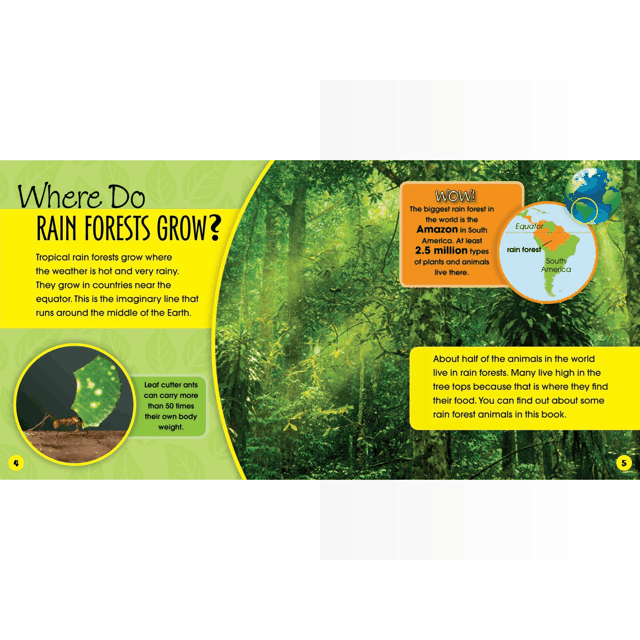 Where Do
RAIN FORESTS GROW?
Tropical rain forests grow where
the weather is hot and very rainy.
They grow in countries near the
equator. This is the imaginary line that
runs around the middle of the Earth.
Leaf cutter ants
can carry more
than 50 times
their own body
weight.
4
WOW!
The biggest rain forest in
the world is the
Amazon in South
America. At least
2.5 million types
of plants and animals
live there.
Equator
rain forest
South
America
About half of the animals in the world
live in rain forests. Many live high in the
tree tops because that is where they find
their food. You can find out about some
rain forest animals in this book.
5